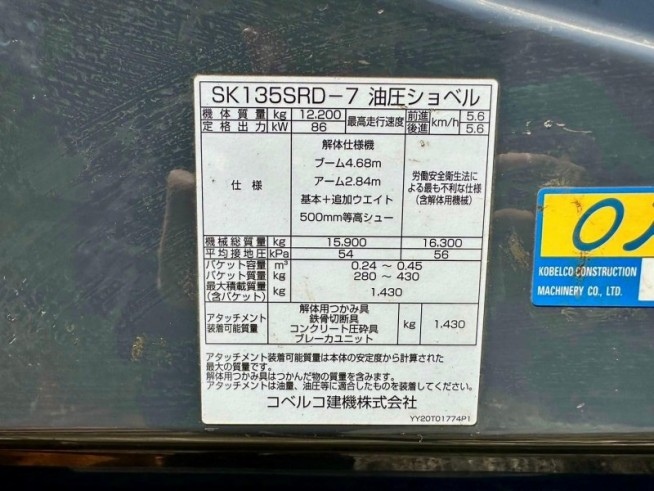 SK135SRD-7 油圧ショベル
機体質量 kg 12.200 最高走行速度 前進 km/h 5.6
定格出力 kW 86 後進 5.6
仕様
解体仕様機
ブーム4.68m
アーム2.84m
基本+追加ウエイト
500mm等高シュー
労働安全衛生法に
よる最も不利な仕様
(含解体用機械)
機械総質量 kg 15.900 16.300
平均接地圧 kPa 54 56
バケット容量 m³ 0.24 ~ 0.45
バケット質量 kg 280 ~ 430
最大積載質量
(含バケット) kg 1.430
アタッチメント
装着可能質量
解体用つかみ具
鉄骨切断具
コンクリート圧砕具
ブレーカユニット
kg 1.430
アタッチメント装着可能質量は本体の安定度から計算された
最大の質量です。
解体用つかみ具はつかんだ物の質量を含みます。
アタッチメントは油量、油圧等に適合したものを装着してください。
コベルコ建機株式会社
YY20T01774P1
KOBELCO CONSTRUCTION
MACHINERY CO., LTD.